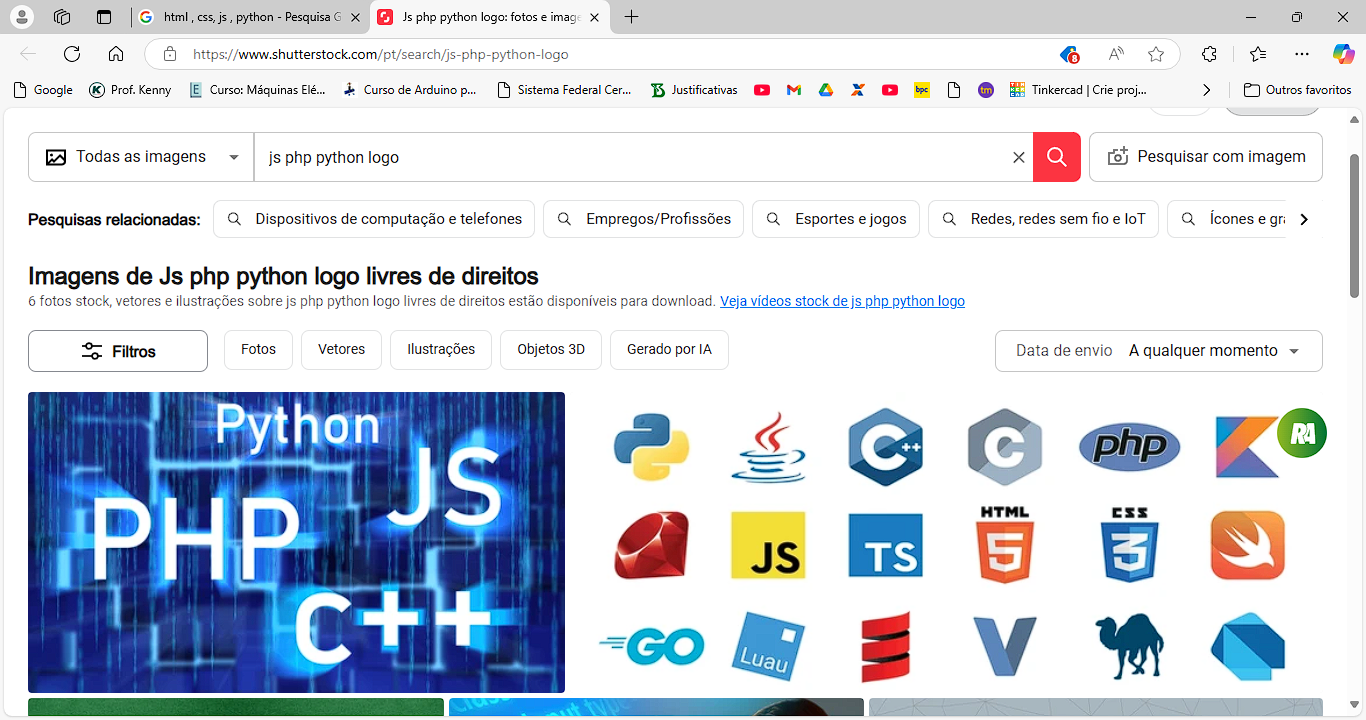 html , css, js , python - Pesquisa G
Js php python logo: fotos e image
https://www.shutterstock.com/pt/search/js-php-python-logo
8
Google
Prof. Kenny
Curso: Máquinas Elé...
Curso de Arduino p...
Sistema Federal Cer...
Justificativas
bpc
tm
Tinkercad | Crie proj...
Outros favoritos
Todas as imagens
js php python logo
Pesquisar com imagem
Pesquisas relacionadas:
Dispositivos de computação e telefones
Empregos/Profissões
Esportes e jogos
Redes, redes sem fio e IoT
Ícones e grá
Imagens de Js php python logo livres de direitos
6 fotos stock, vetores e ilustrações sobre js php python logo livres de direitos estão disponíveis para download. Veja vídeos stock de js php python logo
Filtros
Fotos
Vetores
Ilustrações
Objetos 3D
Gerado por IA
Data de envio A qualquer momento
Python
JS
PHP
C++
C++
C
php
RA
JS
TS
HTML
5
CSS
3
GO
Luau
V